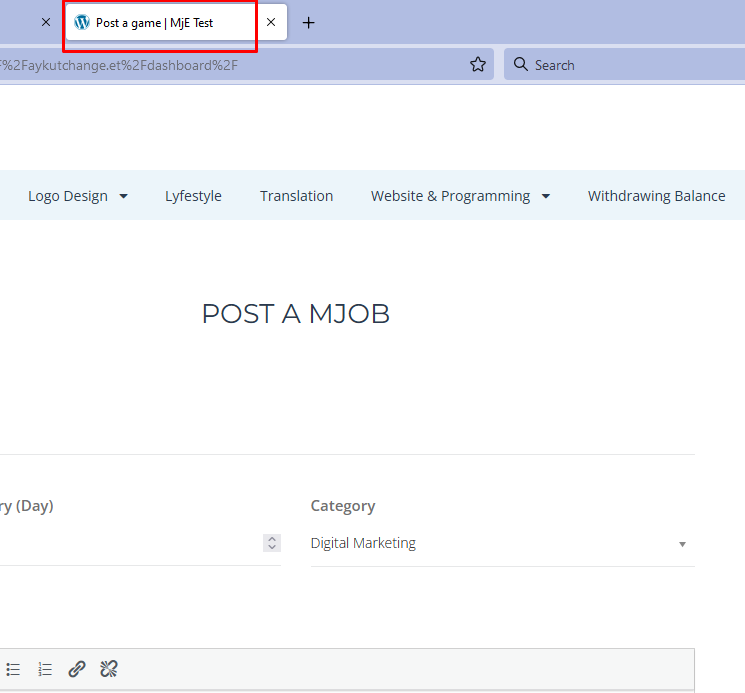 Post a game | MjE Test
%2Faykutchange.et%2Fdashboard%2F
Search
Logo Design Lyfestyle Translation Website & Programming Withdrawing Balance
POST A MJOB
ry (Day) Category
Digital Marketing